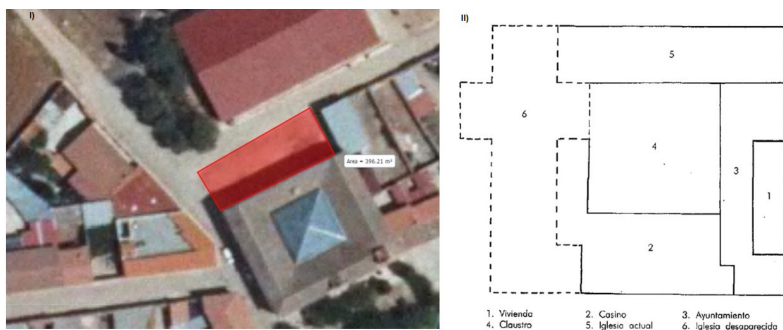 I)
Area = 396.21 m²
II)
5
6
4
3
1
2
1. Vivienda 2. Casino 3. Ayuntamiento
4. Claustro 5. Iglesia actual 6. Iglesia desaparecida